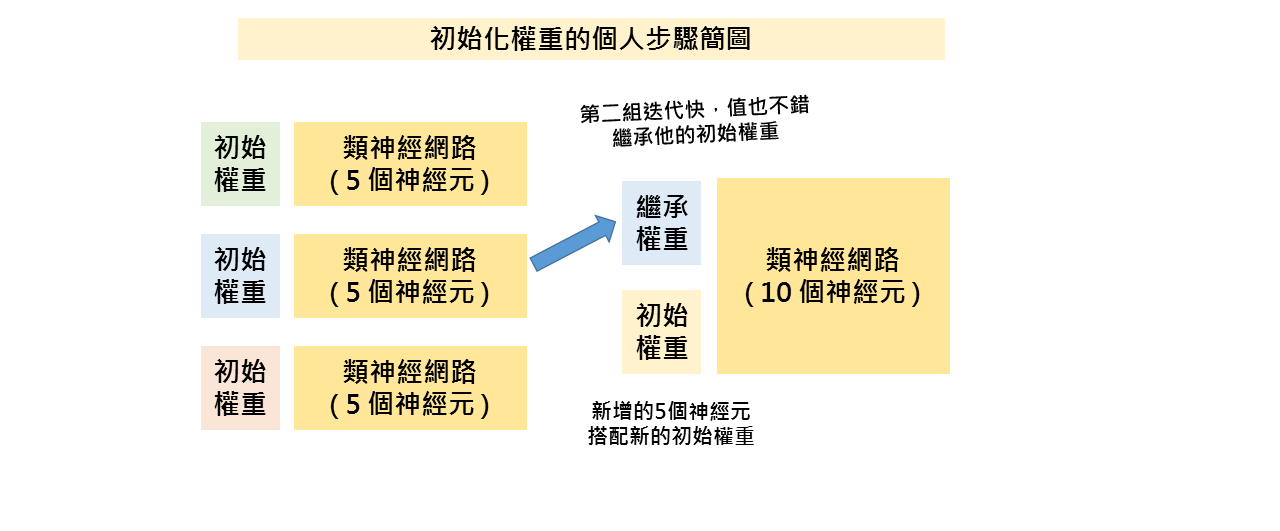 初始化權重的個人步驟簡圖
第二組迭代快，值也不錯
繼承他的初始權重
初始
權重
類神經網路
( 5 個神經元 )
初始
權重
類神經網路
( 5 個神經元 )
初始
權重
類神經網路
( 5 個神經元 )
繼承
權重
初始
權重
類神經網路
( 10 個神經元 )
新增的5個神經元
搭配新的初始權重